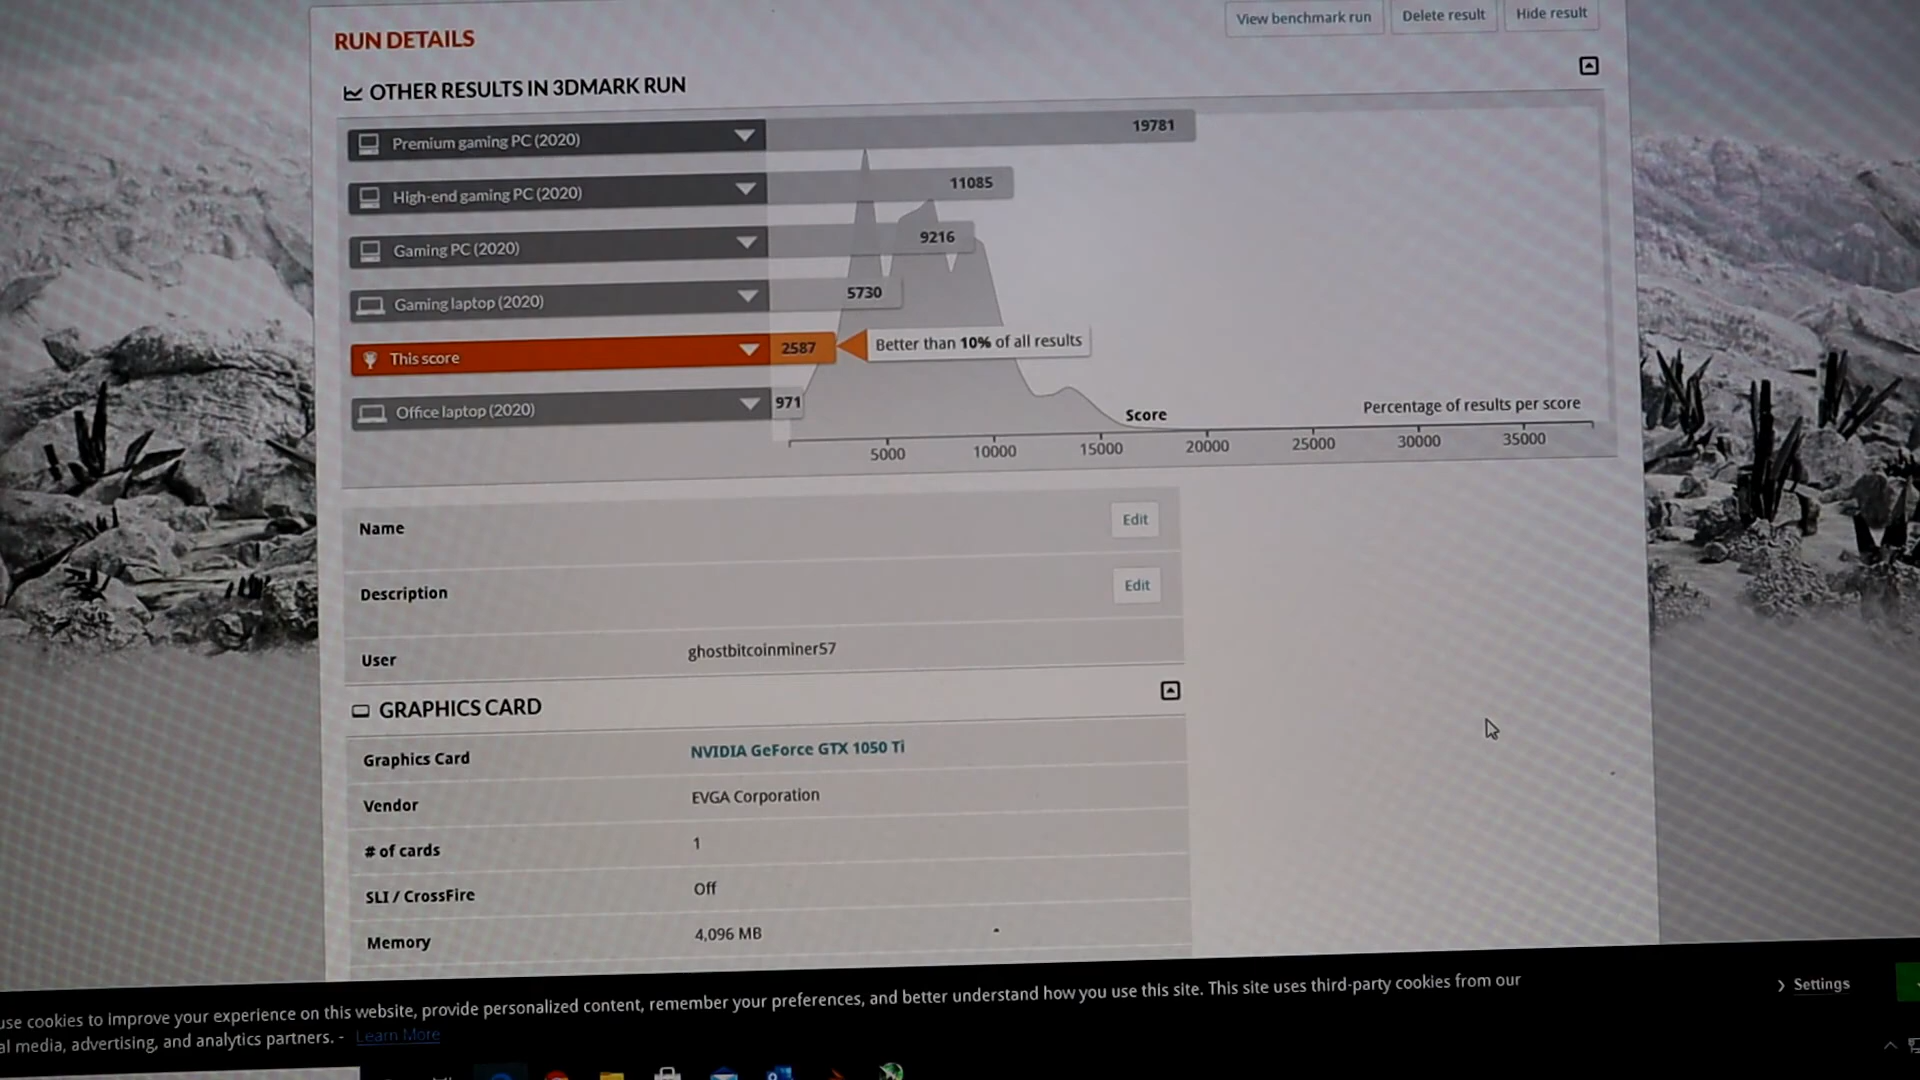 View benchmark run
Delete result
Hide result
RUN DETAILS
OTHER RESULTS IN 3DMARK RUN
Premium gaming PC (2020)
19781
High-end gaming PC (2020)
11085
Gaming PC (2020)
9216
Gaming laptop (2020)
5730
This score
2587
Better than 10% of all results
Office laptop (2020)
971
Score
Percentage of results per score
5000 10000 15000 20000 25000 30000 35000
Name
Edit
Description
Edit
User
ghostbitcoinminer57
GRAPHICS CARD
Graphics Card
NVIDIA GeForce GTX 1050 Ti
Vendor
EVGA Corporation
# of cards
1
SLI / CrossFire
Off
Memory
4,096 MB
use cookies to improve your experience on this website, provide personalized content, remember your preferences, and better understand how you use this site. This site uses third-party cookies from our
al media, advertising, and analytics partners. - Learn More
Settings